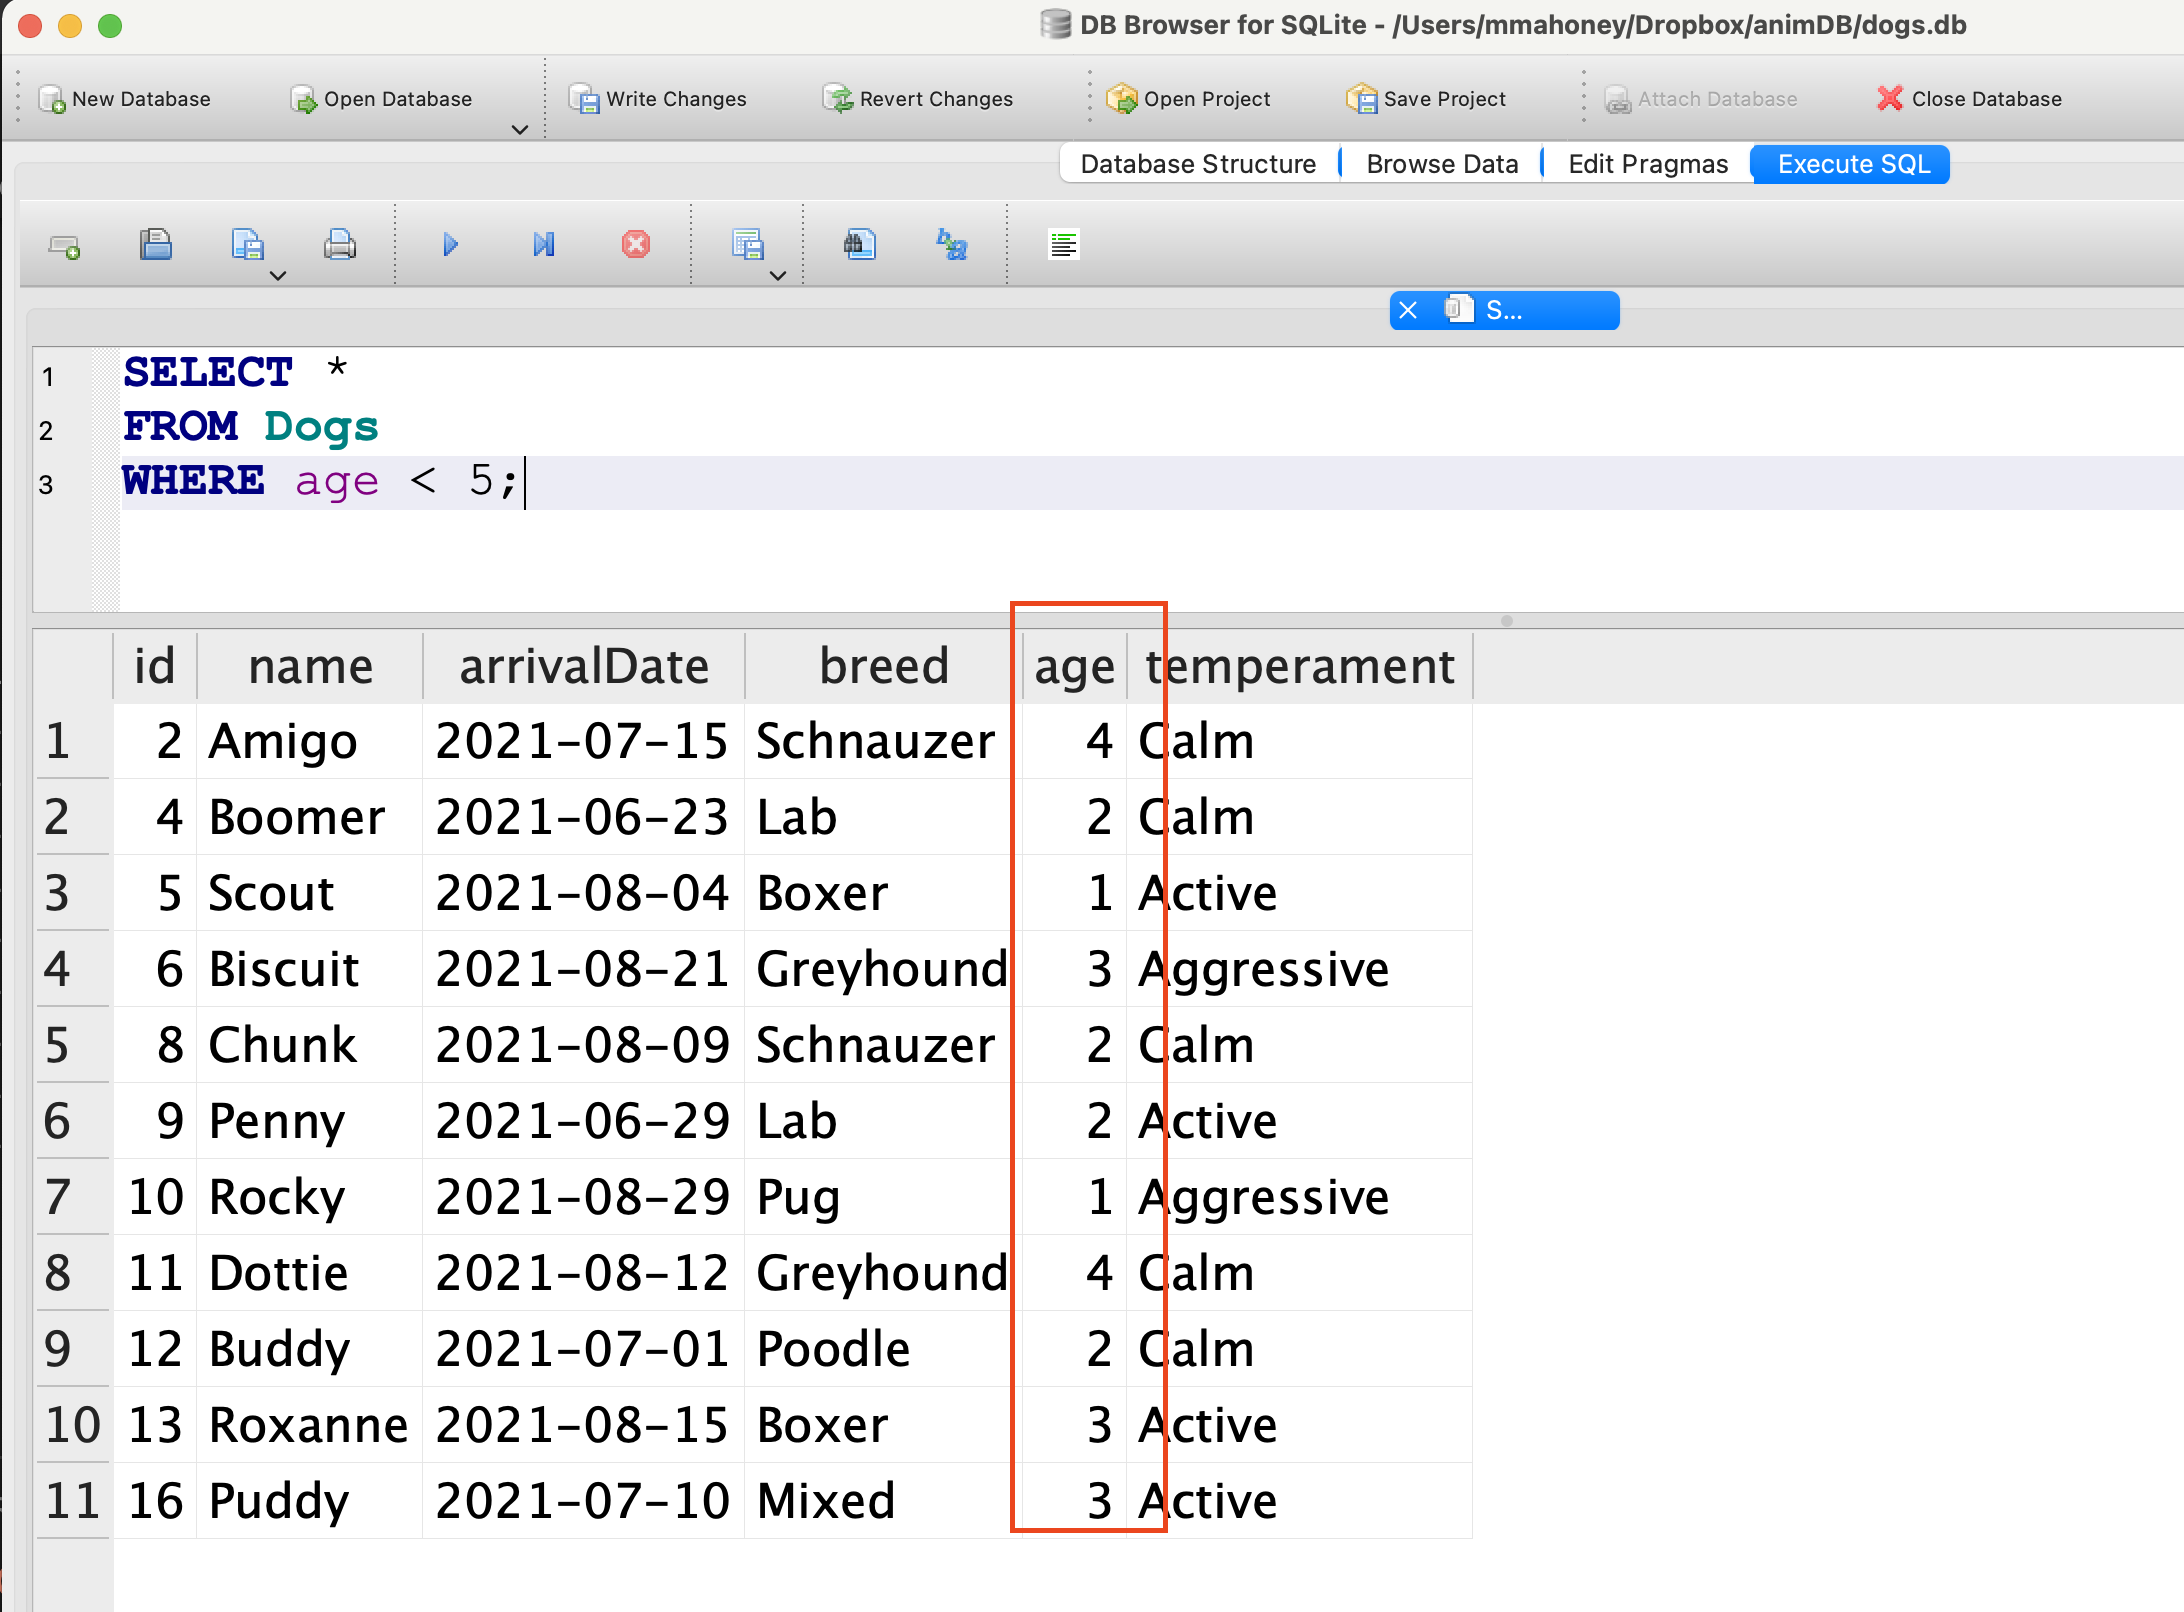 DB Browser for SQLite - /Users/mmahoney/Dropbox/animDB/dogs.db
New Database Open Database Write Changes Revert Changes Open Project Save Project Attach Database Close Database
Database Structure Browse Data Edit Pragmas Execute SQL
S...
1 SELECT *
2 FROM Dogs
3 WHERE age < 5;
id name arrivalDate breed age temperament
1 2 Amigo 2021-07-15 Schnauzer 4 Calm
2 4 Boomer 2021-06-23 Lab 2 Calm
3 5 Scout 2021-08-04 Boxer 1 Active
4 6 Biscuit 2021-08-21 Greyhound 3 Aggressive
5 8 Chunk 2021-08-09 Schnauzer 2 Calm
6 9 Penny 2021-06-29 Lab 2 Active
7 10 Rocky 2021-08-29 Pug 1 Aggressive
8 11 Dottie 2021-08-12 Greyhound 4 Calm
9 12 Buddy 2021-07-01 Poodle 2 Calm
10 13 Roxanne 2021-08-15 Boxer 3 Active
11 16 Puddy 2021-07-10 Mixed 3 Active